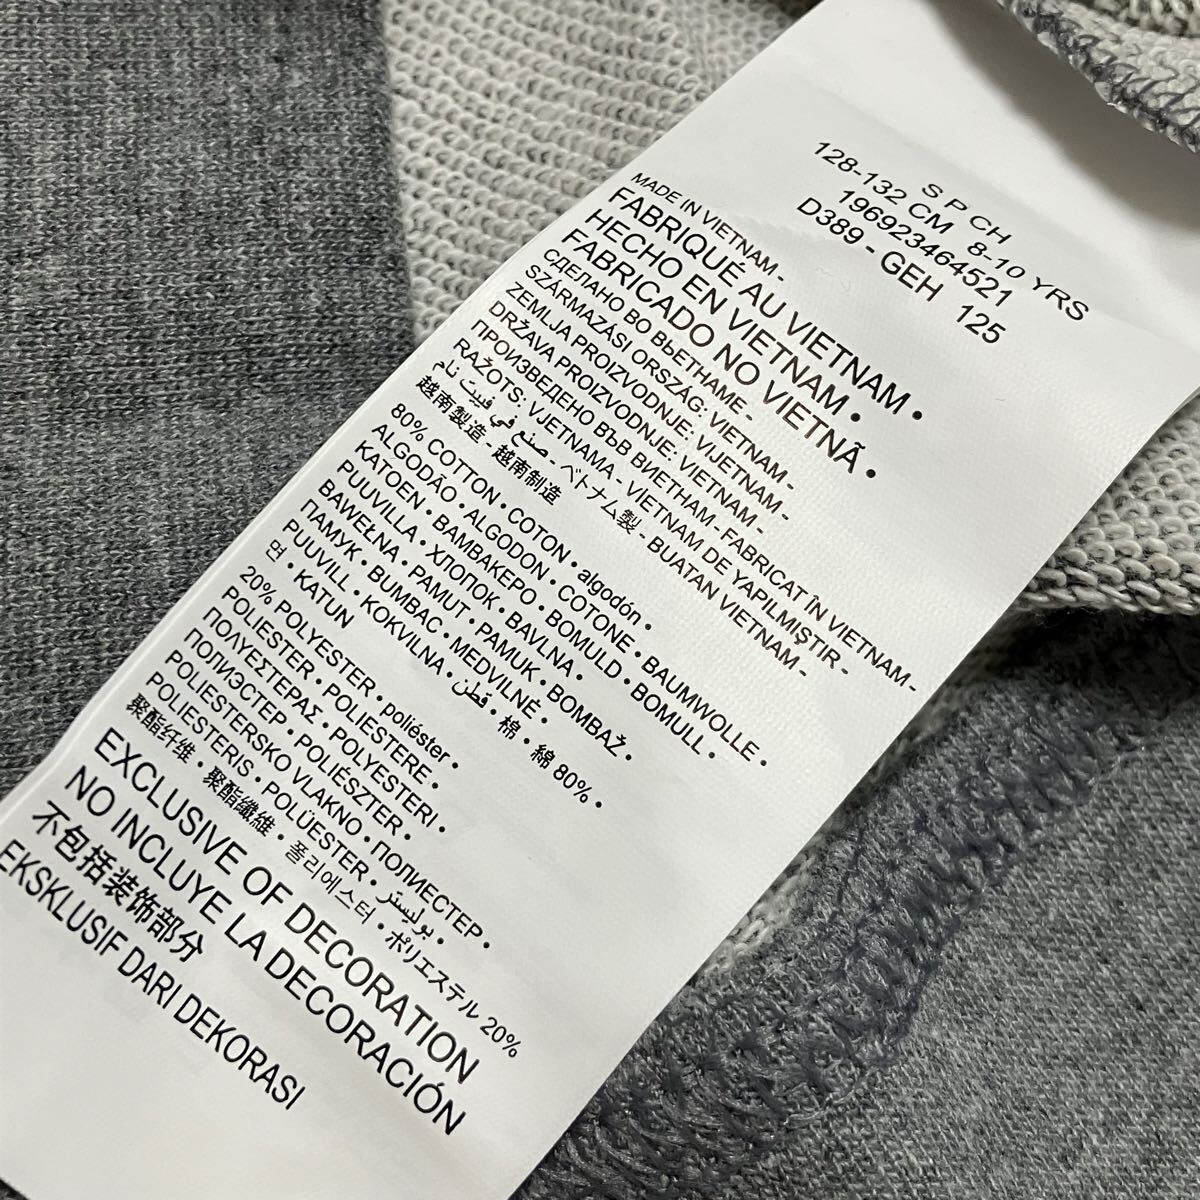 S P CH
128-132 CM 8-10 YRS
196923464521
D389 - GEH 125
MADE IN VIETNAM -
FABRIQUÉ AU VIETNAM •
HECHO EN VIETNAM •
FABRICADO NO VIETNÃ •
СДЕЛАНО ВО ВЬЕТНАМЕ -
SZÁRMAZÁSI ORSZÁG: VIETNAM -
ZEMLJA PROIZVODNJE: VIJETNAM -
DRŽAVA PROIZVODNJE: VIETNAM -
ПРОИЗВЕДЕНО ВЪВ ВИЕТНАМ - FABRICAT ÎN VIETNAM -
RAŽOTS: VJETNAMA - VIETNAM DE YAPILMIŞTIR -
صنع في فييت نام - ベトナム製 - BUATAN VIETNAM -
越南製造 - 越南制造
80% COTTON • COTON • algodón •
ALGODÃO • ALGODON • COTONE • BAUMWOLLE •
KATOEN • ΒΑΜΒΑΚΕΡΟ • BOMULD • BOMULL •
PUUVILLA • ХЛОПОК • BAVLNA •
BAWEŁNA • PAMUT • PAMUK • BOMBAŽ •
ПАМУК • BUMBAC • MEDVILNĖ •
PUUVILL • KOKVILNA • قطن • 棉 • 綿 80% •
면 • KATUN
20% POLYESTER • poliéster •
POLIESTER • POLIESTERE •
ΠΟΛΥΕΣΤΕΡΑΣ • POLYESTERI •
ПОЛИЭСТЕР • POLIÉSZTER •
POLIESTERSKO VLAKNO • ПОЛИЕСТЕР •
POLIESTERIS • POLÜESTER • بوليستر •
聚酯纤维 • 聚酯纖維 • 폴리에스터 • ポリエステル 20%
EXCLUSIVE OF DECORATION
NO INCLUYE LA DECORACIÓN
不包括装饰部分
EKSKLUSIF DARI DEKORASI